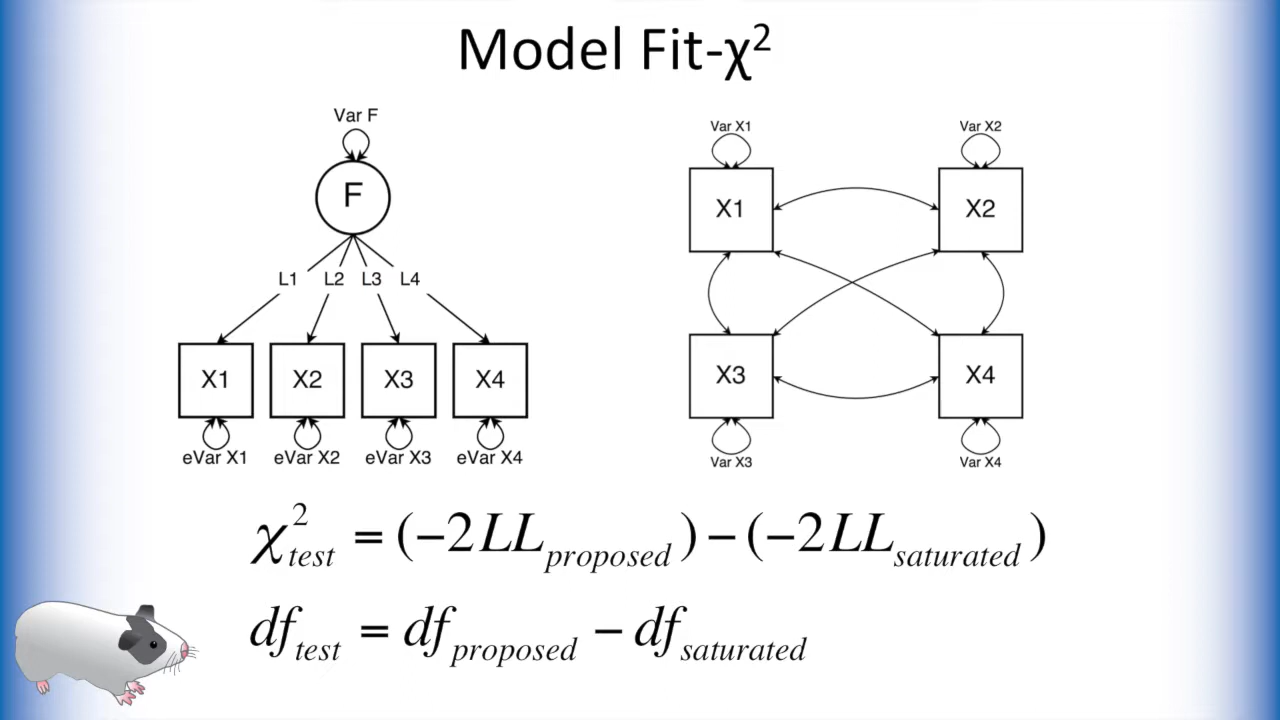 Model Fit-χ²
Var F
F
L1 L2 L3 L4
X1 X2 X3 X4
eVar X1 eVar X2 eVar X3 eVar X4
Var X1 Var X2
X1 X2
X3 X4
Var X3 Var X4
χ²test = (−2LLproposed) − (−2LLsaturated)
dftest = dfproposed − dfsaturated